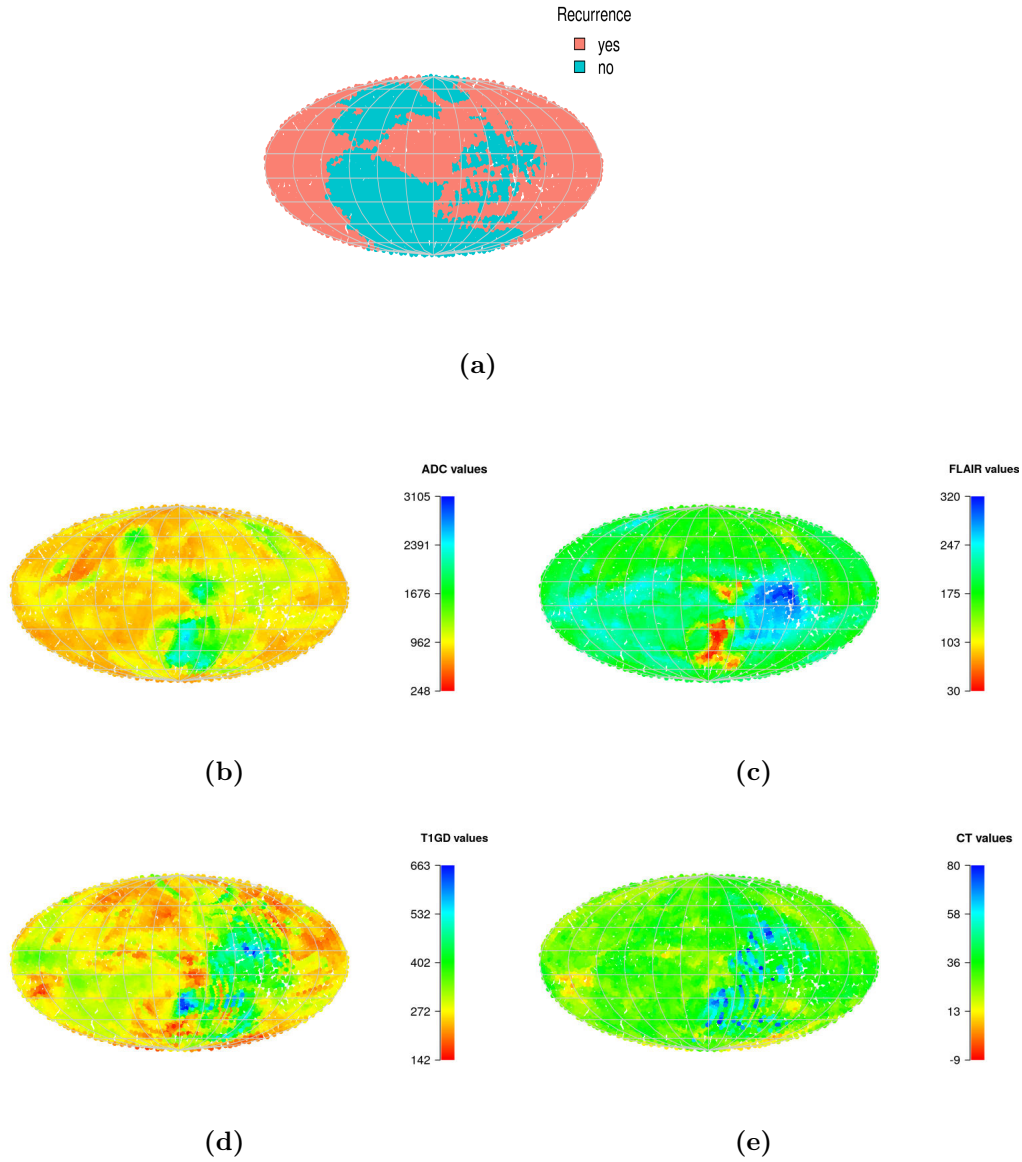 Recurrence
yes
no
(a)
ADC values
3105
2391
1676
962
248
(b)
FLAIR values
320
247
175
103
30
(c)
T1GD values
663
532
402
272
142
(d)
CT values
80
58
36
13
-9
(e)